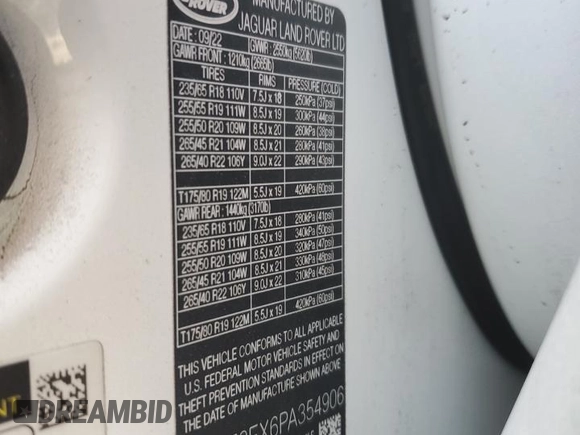 ROVER
MANUFACTURED BY
JAGUAR LAND ROVER LTD
DATE: 09/22 GVWR: 2550kg (5620lb)
GAWR FRONT: 1210kg (2665lb)
TIRES RIMS PRESSURE (COLD)
235/65 R18 110V 7.5J x 18 250kPa (37psi)
255/55 R19 111W 8.5J x 19 300kPa (44psi)
255/50 R20 109W 8.5J x 20 260kPa (38psi)
265/45 R21 104W 8.5J x 21 280kPa (41psi)
265/40 R22 106Y 9.0J x 22 290kPa (43psi)
T175/80 R19 122M 5.5J x 19 420kPa (60psi)
GAWR REAR: 1440kg (3170lb)
235/65 R18 110V 7.5J x 18 280kPa (41psi)
255/55 R19 111W 8.5J x 19 340kPa (50psi)
255/50 R20 109W 8.5J x 20 320kPa (47psi)
265/45 R21 104W 8.5J x 21 330kPa (48psi)
265/40 R22 106Y 9.0J x 22 310kPa (45psi)
T175/80 R19 122M 5.5J x 19 420kPa (60psi)
THIS VEHICLE CONFORMS TO ALL APPLICABLE
U.S. FEDERAL MOTOR VEHICLE SAFETY AND
THEFT PREVENTION STANDARDS IN EFFECT ON
THE DATE OF MANUFACTURE SHOWN ABOVE.
EX6PA354906
NT
DREAMBID